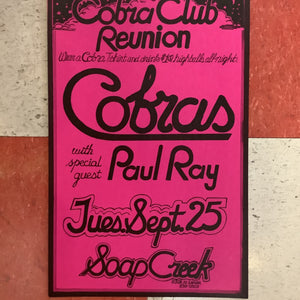 Cobra Club
Reunion
Wear a Cobra T-shirt and drink highballs all night
Cobras
with
special
guest
Paul Ray
Tues. Sept. 25
Soap Creek